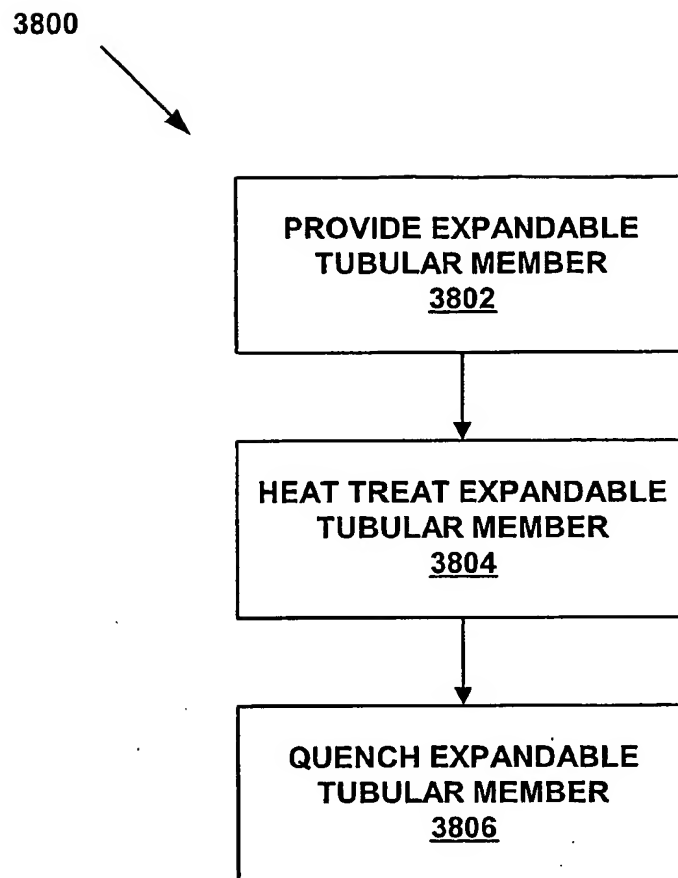 3800
PROVIDE EXPANDABLE
TUBULAR MEMBER
3802
HEAT TREAT EXPANDABLE
TUBULAR MEMBER
3804
QUENCH EXPANDABLE
TUBULAR MEMBER
3806